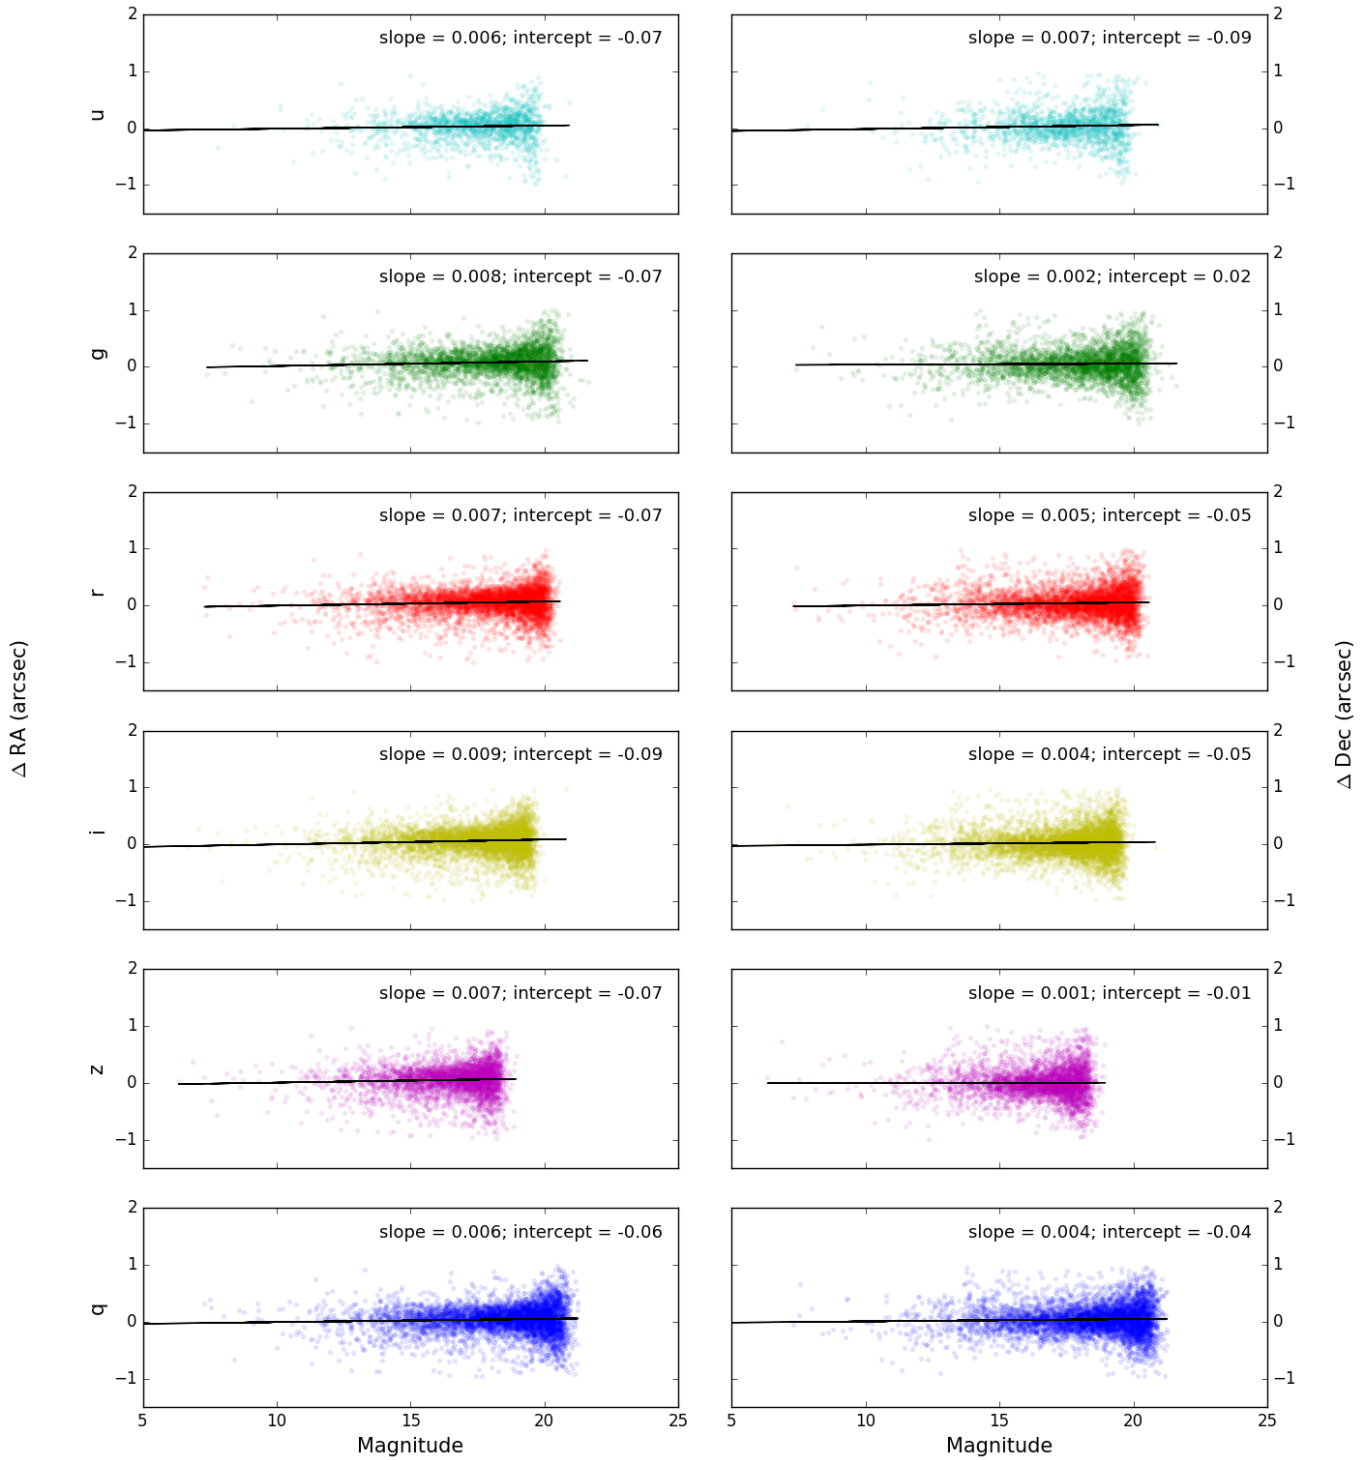 2
1
0
−1
u
slope = 0.006; intercept = -0.07
slope = 0.007; intercept = -0.09
2
1
0
−1
2
1
0
−1
g
slope = 0.008; intercept = -0.07
slope = 0.002; intercept = 0.02
2
1
0
−1
2
1
0
−1
r
slope = 0.007; intercept = -0.07
slope = 0.005; intercept = -0.05
2
1
0
−1
Δ RA (arcsec)
Δ Dec (arcsec)
2
1
0
−1
i
slope = 0.009; intercept = -0.09
slope = 0.004; intercept = -0.05
2
1
0
−1
2
1
0
−1
z
slope = 0.007; intercept = -0.07
slope = 0.001; intercept = -0.01
2
1
0
−1
2
1
0
−1
q
slope = 0.006; intercept = -0.06
slope = 0.004; intercept = -0.04
2
1
0
−1
5 10 15 20 25
5 10 15 20 25
Magnitude
Magnitude